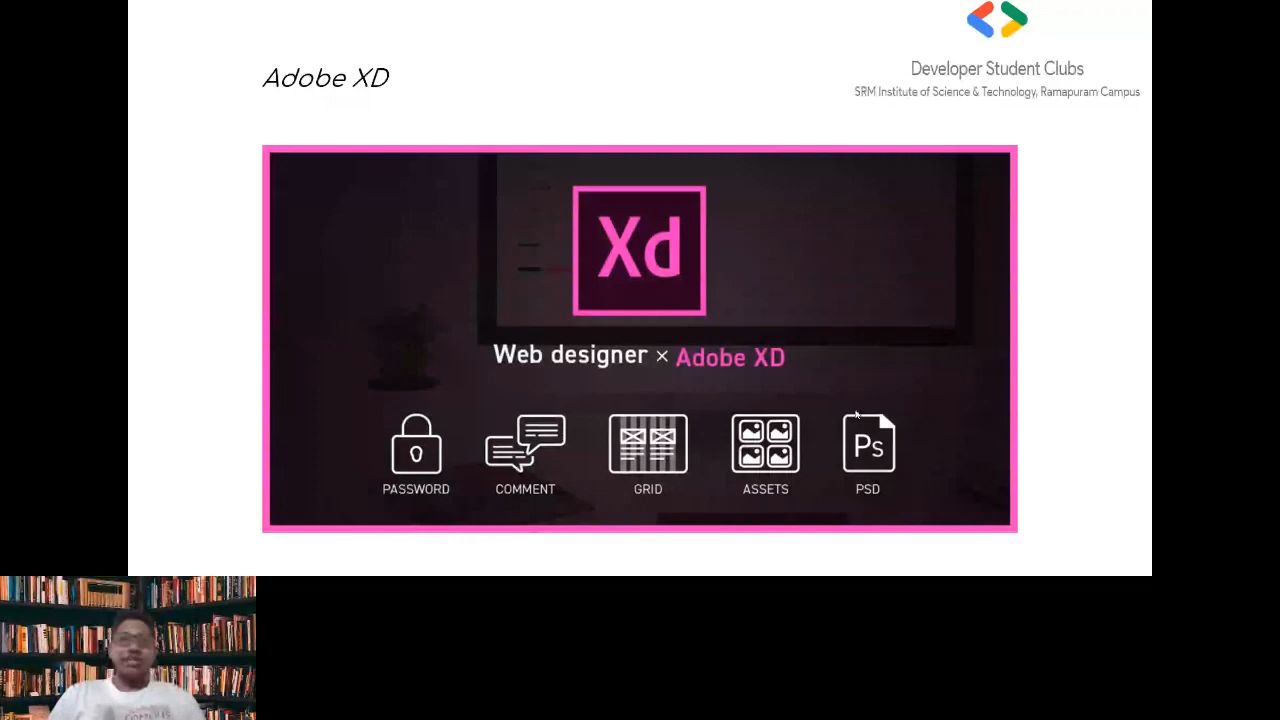 Adobe XD
Developer Student Clubs
SRM Institute of Science & Technology, Ramapuram Campus
Xd
Web designer × Adobe XD
Ps
PASSWORD COMMENT GRID ASSETS PSD